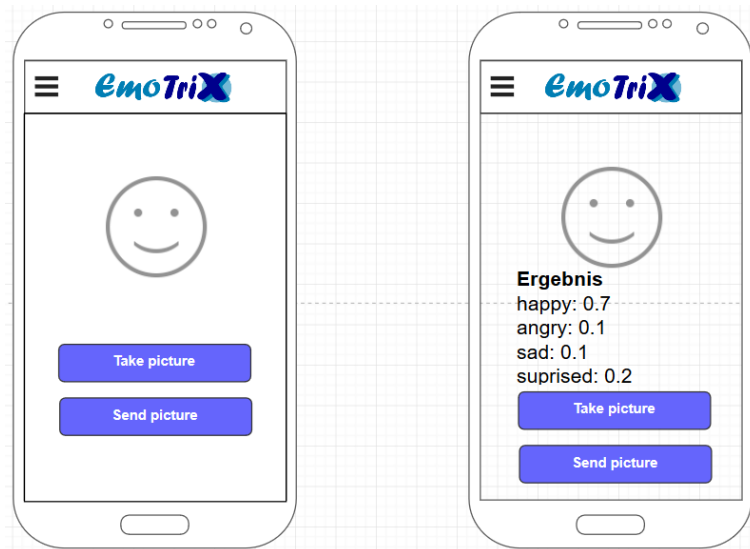 EmoTriX
Take picture
Send picture
EmoTriX
Ergebnis
happy: 0.7
angry: 0.1
sad: 0.1
suprised: 0.2
Take picture
Send picture